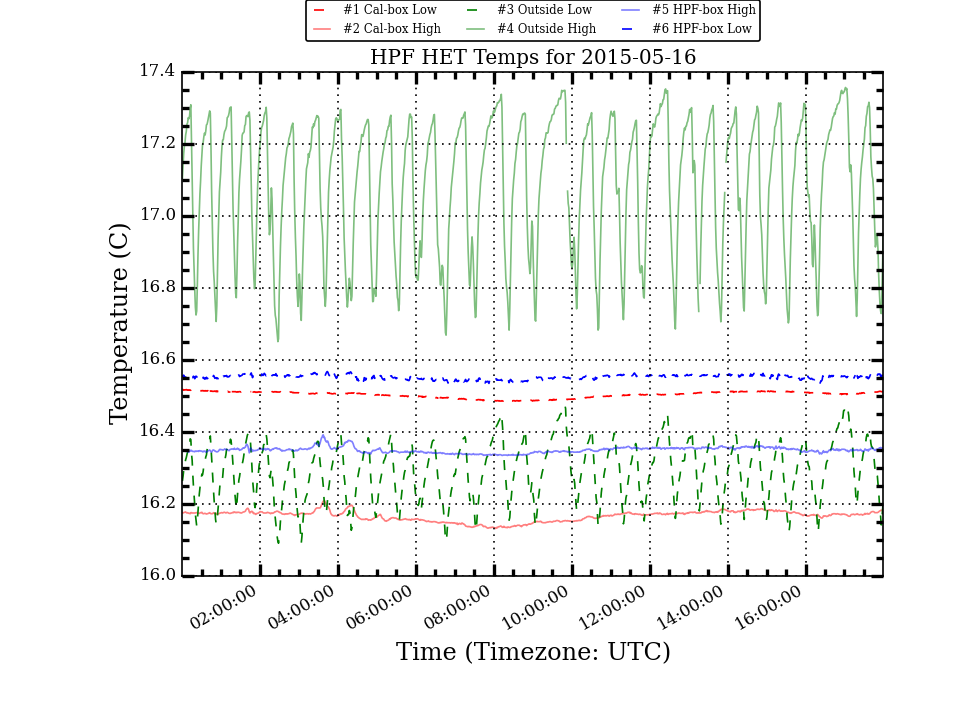 #1 Cal-box Low #3 Outside Low #5 HPF-box High
#2 Cal-box High #4 Outside High #6 HPF-box Low
HPF HET Temps for 2015-05-16
17.4
17.2
17.0
16.8
16.6
16.4
16.2
16.0
Temperature (C)
02:00:00 04:00:00 06:00:00 08:00:00 10:00:00 12:00:00 14:00:00 16:00:00
Time (Timezone: UTC)